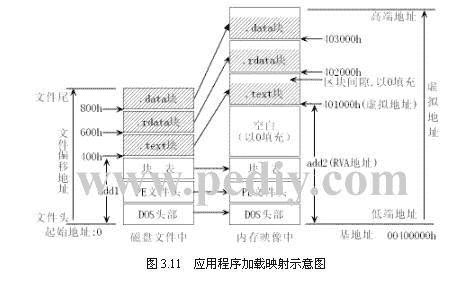 高端地址
.data块
403000h
.rdata块
402000h
区块间隙,以0填充
.text块
401000h(虚拟地址)
虚拟地址
文件尾
.data块
800h
.rdata块
600h
.text块
400h
文件偏移地址
空白
(以0填充)
add2(RVA地址)
add1
块表
块表
PE文件头
PE文件头
www.pediy.com
文件头
DOS头部
DOS头部
低端地址
起始地址:0
磁盘文件中
内存映像中
基地址 00400000h
图 3.11 应用程序加载映射示意图